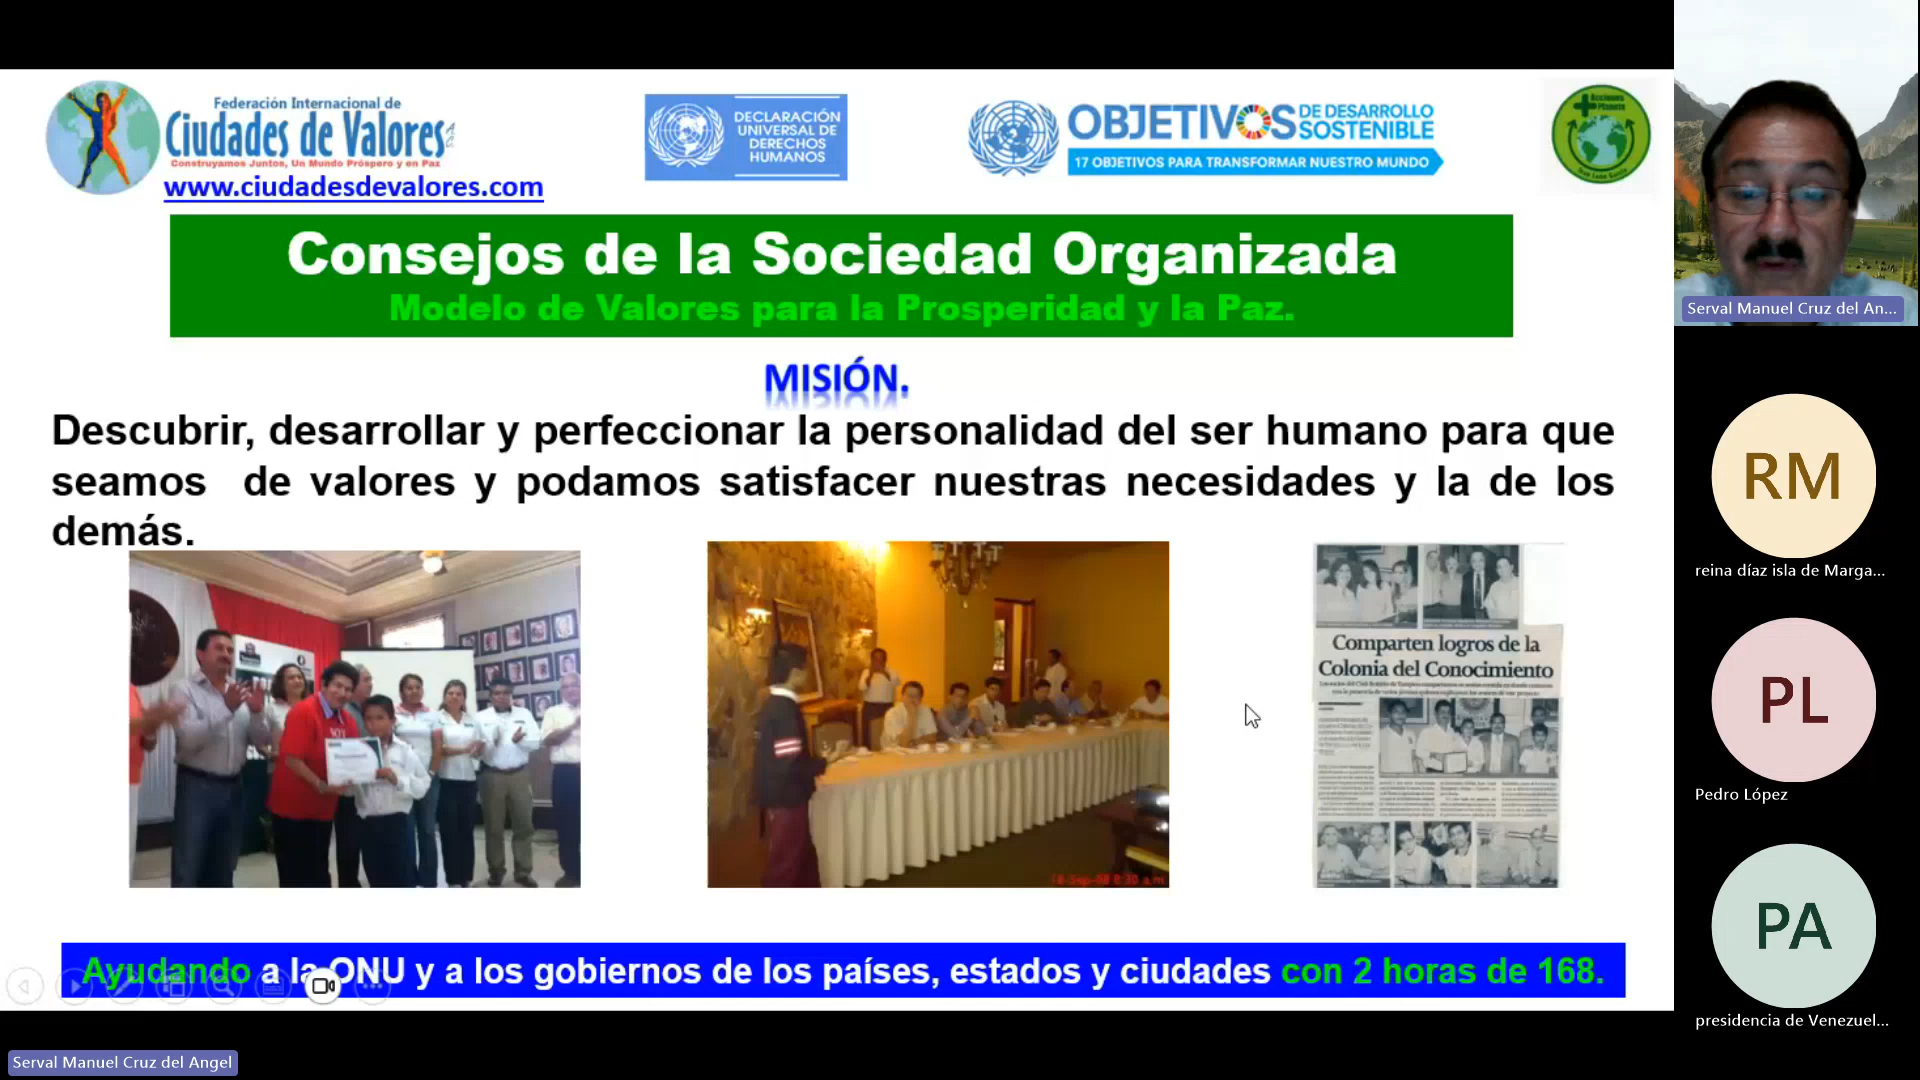 Federación Internacional de
Ciudades de Valores
Construyamos Juntos, Un Mundo Próspero y en Paz
www.ciudadesdevalores.com
DECLARACIÓN
UNIVERSAL DE
DERECHOS
HUMANOS
OBJETIVOS DE DESARROLLO
SOSTENIBLE
17 OBJETIVOS PARA TRANSFORMAR NUESTRO MUNDO
Consejos de la Sociedad Organizada
Modelo de Valores para la Prosperidad y la Paz.
MISIÓN.
Descubrir, desarrollar y perfeccionar la personalidad del ser humano para que
seamos de valores y podamos satisfacer nuestras necesidades y la de los
demás.
Comparten logros de la
Colonia del Conocimiento
Ayudando a la ONU y a los gobiernos de los países, estados y ciudades con 2 horas de 168.
Serval Manuel Cruz del Angel
Serval Manuel Cruz del An...
RM
reina díaz isla de Marga...
PL
Pedro López
PA
presidencia de Venezuel...